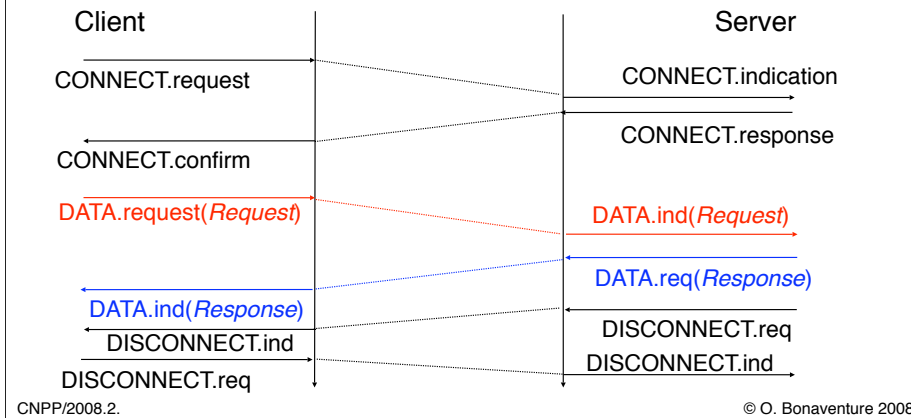 Client
Server
CONNECT.request
CONNECT.indication
CONNECT.response
CONNECT.confirm
DATA.request(Request)
DATA.ind(Request)
DATA.req(Response)
DATA.ind(Response)
DISCONNECT.req
DISCONNECT.ind
DISCONNECT.ind
DISCONNECT.req
CNPP/2008.2.
© O. Bonaventure 2008